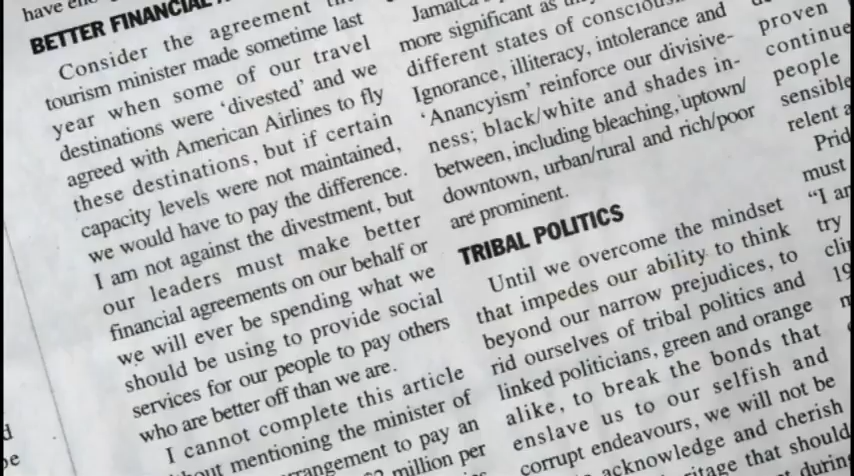 have
BETTER FINANCIAL
Consider the agreement
tourism minister made sometime last
year when some of our travel
destinations were 'divested' and we
agreed with American Airlines to fly
these destinations, but if certain
capacity levels were not maintained,
we would have to pay the difference.
I am not against the divestment, but
our leaders must make better
financial agreements on our behalf or
we will ever be spending what we
should be using to provide social
services for our people to pay others
who are better off than we are.
I cannot complete this article
mentioning the minister of
to pay an
million per
Jamaica
more significant as
different states of
Ignorance, illiteracy, intolerance and
'Anancyism' reinforce our divisive-
ness; black/white and shades in-
between, including bleaching, uptown/
downtown, urban/rural and rich/poor
are prominent.
TRIBAL POLITICS
Until we overcome the mindset
that impedes our ability to think
beyond our narrow prejudices, to
rid ourselves of tribal politics and
linked politicians, green and orange
alike, to break the bonds that
enslave us to our selfish and
corrupt endeavours, we will not be
acknowledge and cherish
that should
proven
continue
people
sensible
relent
must
"I
try
19